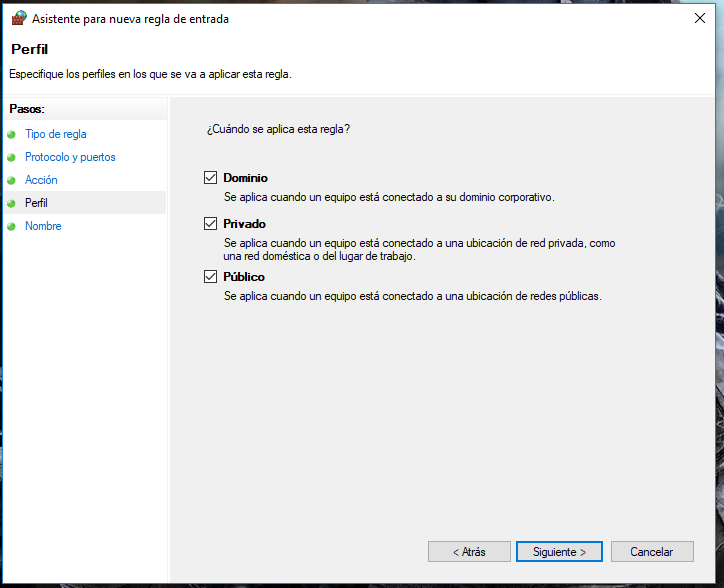 Asistente para nueva regla de entrada
Perfil
Especifique los perfiles en los que se va a aplicar esta regla.
Pasos:
Tipo de regla
Protocolo y puertos
Acción
Perfil
Nombre
¿Cuándo se aplica esta regla?
Dominio
Se aplica cuando un equipo está conectado a su dominio corporativo.
Privado
Se aplica cuando un equipo está conectado a una ubicación de red privada, como
una red doméstica o del lugar de trabajo.
Público
Se aplica cuando un equipo está conectado a una ubicación de redes públicas.
< Atrás
Siguiente >
Cancelar